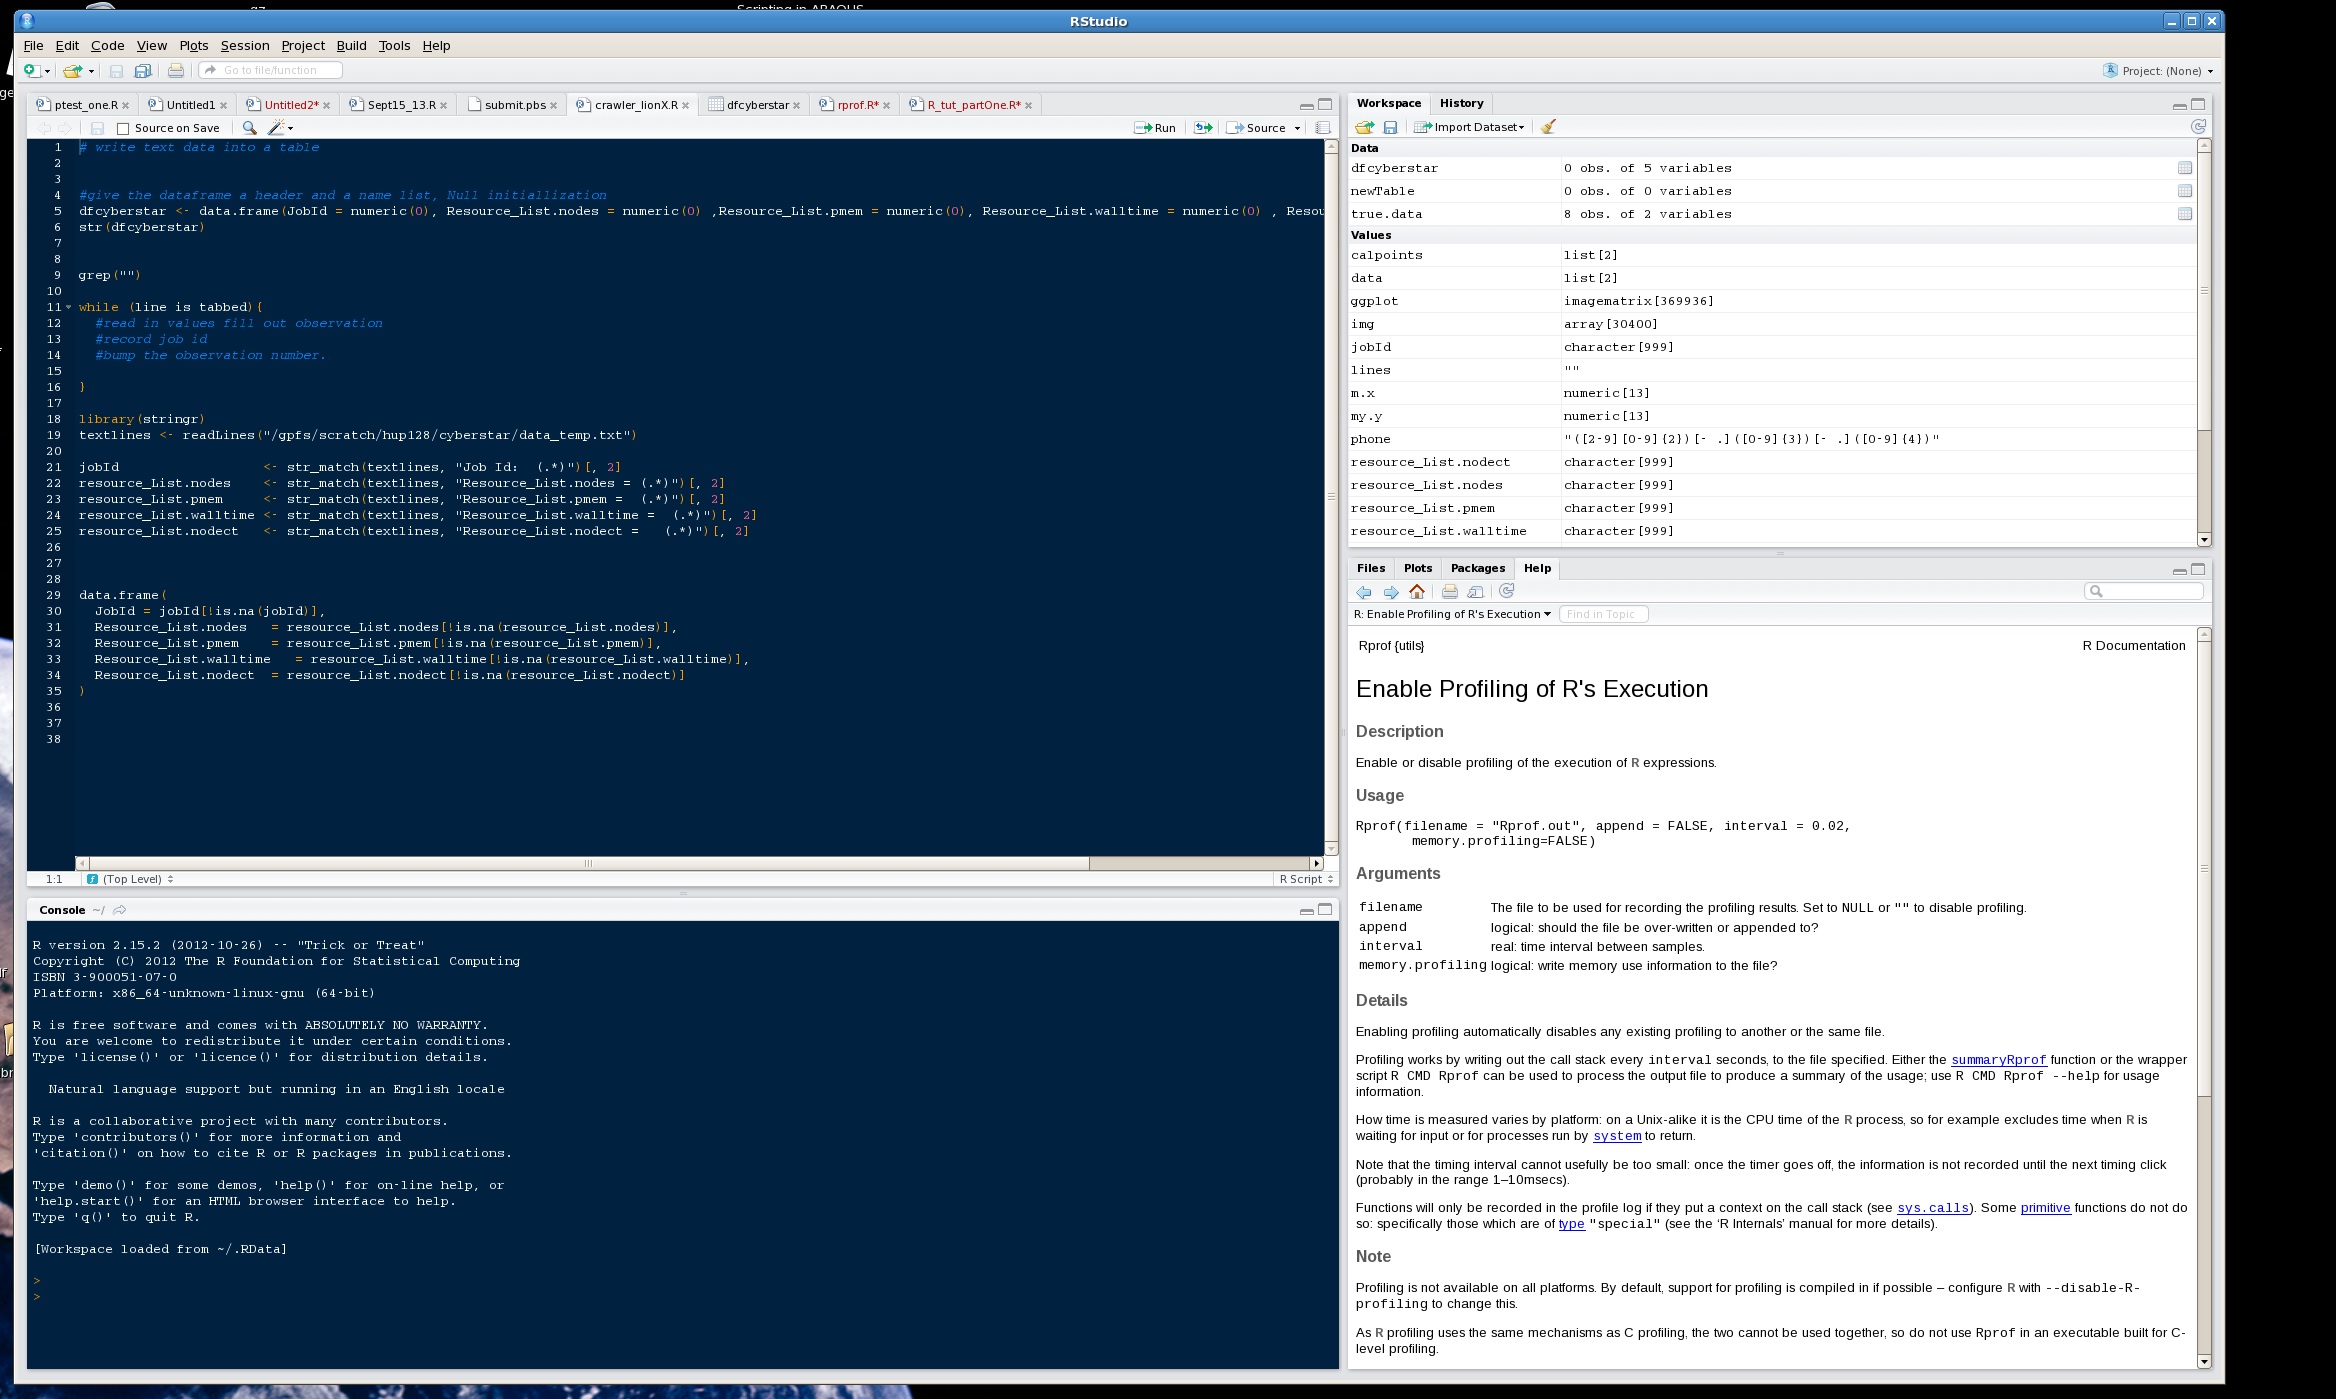 Scripting in ABAQUS
RStudio
File Edit Code View Plots Session Project Build Tools Help
Go to file/function
Project: (None)
ptest_one.R Untitled1 Untitled2* Sept15_13.R submit.pbs crawler_lionX.R dfcyberstar rprof.R* R_tut_partOne.R*
Source on Save Run Source
1 # write text data into a table
2
3
4 #give the dataframe a header and a name list, Null initiallization
5 dfcyberstar <- data.frame(JobId = numeric(0), Resource_List.nodes = numeric(0) ,Resource_List.pmem = numeric(0), Resource_List.walltime = numeric(0) , Resou
6 str(dfcyberstar)
7
8
9 grep("")
10
11 while (line is tabbed){
12 #read in values fill out observation
13 #record job id
14 #bump the observation number.
15
16 }
17
18 library(stringr)
19 textlines <- readLines("/gpfs/scratch/hup128/cyberstar/data_temp.txt")
20
21 jobId <- str_match(textlines, "Job Id:  (.*)")[, 2]
22 resource_List.nodes <- str_match(textlines, "Resource_List.nodes = (.*)")[, 2]
23 resource_List.pmem <- str_match(textlines, "Resource_List.pmem =  (.*)")[, 2]
24 resource_List.walltime <- str_match(textlines, "Resource_List.walltime =  (.*)")[, 2]
25 resource_List.nodect <- str_match(textlines, "Resource_List.nodect =   (.*)")[, 2]
26
27
28
29 data.frame(
30 JobId = jobId[!is.na(jobId)],
31 Resource_List.nodes = resource_List.nodes[!is.na(resource_List.nodes)],
32 Resource_List.pmem = resource_List.pmem[!is.na(resource_List.pmem)],
33 Resource_List.walltime = resource_List.walltime[!is.na(resource_List.walltime)],
34 Resource_List.nodect = resource_List.nodect[!is.na(resource_List.nodect)]
35 )
36
37
38
1:1 (Top Level) R Script
Console ~/
R version 2.15.2 (2012-10-26) -- "Trick or Treat"
Copyright (C) 2012 The R Foundation for Statistical Computing
ISBN 3-900051-07-0
Platform: x86_64-unknown-linux-gnu (64-bit)
R is free software and comes with ABSOLUTELY NO WARRANTY.
You are welcome to redistribute it under certain conditions.
Type 'license()' or 'licence()' for distribution details.
Natural language support but running in an English locale
R is a collaborative project with many contributors.
Type 'contributors()' for more information and
'citation()' on how to cite R or R packages in publications.
Type 'demo()' for some demos, 'help()' for on-line help, or
'help.start()' for an HTML browser interface to help.
Type 'q()' to quit R.
[Workspace loaded from ~/.RData]
>
>
Workspace History
Import Dataset
Data
dfcyberstar 0 obs. of 5 variables
newTable 0 obs. of 0 variables
true.data 8 obs. of 2 variables
Values
calpoints list[2]
data list[2]
ggplot imagematrix[369936]
img array[30400]
jobId character[999]
lines ""
m.x numeric[13]
my.y numeric[13]
phone "([2-9][0-9]{2})[- .]([0-9]{3})[- .]([0-9]{4})"
resource_List.nodect character[999]
resource_List.nodes character[999]
resource_List.pmem character[999]
resource_List.walltime character[999]
Files Plots Packages Help
R: Enable Profiling of R's Execution Find in Topic
Rprof {utils} R Documentation
Enable Profiling of R's Execution
Description
Enable or disable profiling of the execution of R expressions.
Usage
Rprof(filename = "Rprof.out", append = FALSE, interval = 0.02,
memory.profiling=FALSE)
Arguments
filename The file to be used for recording the profiling results. Set to NULL or "" to disable profiling.
append logical: should the file be over-written or appended to?
interval real: time interval between samples.
memory.profiling logical: write memory use information to the file?
Details
Enabling profiling automatically disables any existing profiling to another or the same file.
Profiling works by writing out the call stack every interval seconds, to the file specified. Either the summaryRprof function or the wrapper
script R CMD Rprof can be used to process the output file to produce a summary of the usage; use R CMD Rprof --help for usage
information.
How time is measured varies by platform: on a Unix-alike it is the CPU time of the R process, so for example excludes time when R is
waiting for input or for processes run by system to return.
Note that the timing interval cannot usefully be too small: once the timer goes off, the information is not recorded until the next timing click
(probably in the range 1–10msecs).
Functions will only be recorded in the profile log if they put a context on the call stack (see sys.calls). Some primitive functions do not do
so: specifically those which are of type "special" (see the ‘R Internals’ manual for more details).
Note
Profiling is not available on all platforms. By default, support for profiling is compiled in if possible – configure R with --disable-R-
profiling to change this.
As R profiling uses the same mechanisms as C profiling, the two cannot be used together, so do not use Rprof in an executable built for C-
level profiling.